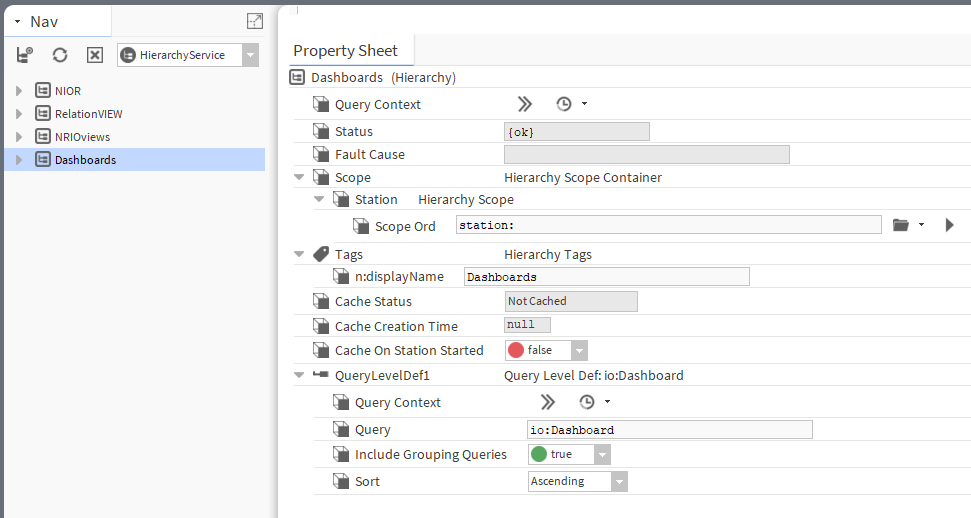 Nav
HierarchyService
NIOR
RelationVIEW
NRIOviews
Dashboards
Property Sheet
Dashboards (Hierarchy)
Query Context
Status {ok}
Fault Cause
Scope Hierarchy Scope Container
Station Hierarchy Scope
Scope Ord station:
Tags Hierarchy Tags
n:displayName Dashboards
Cache Status Not Cached
Cache Creation Time null
Cache On Station Started false
QueryLevelDef1 Query Level Def: io:Dashboard
Query Context
Query io:Dashboard
Include Grouping Queries true
Sort Ascending